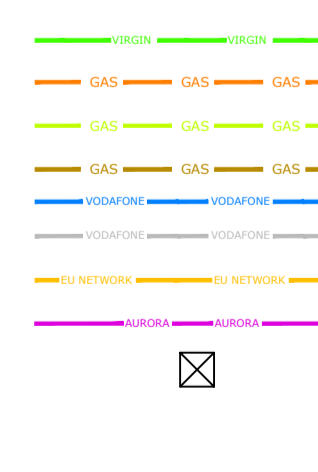 VIRGIN VIRGIN
GAS GAS GAS
GAS GAS GAS
GAS GAS GAS
VODAFONE VODAFONE
VODAFONE VODAFONE
EU NETWORK EU NETWORK
AURORA AURORA